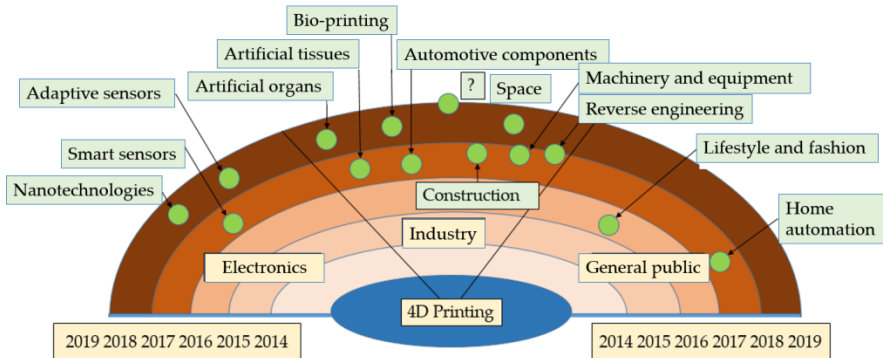 Bio-printing
Artificial tissues
Automotive components
Artificial organs
?
Space
Machinery and equipment
Adaptive sensors
Reverse engineering
Smart sensors
Lifestyle and fashion
Nanotechnologies
Construction
Home
automation
Industry
Electronics
General public
4D Printing
2019 2018 2017 2016 2015 2014
2014 2015 2016 2017 2018 2019